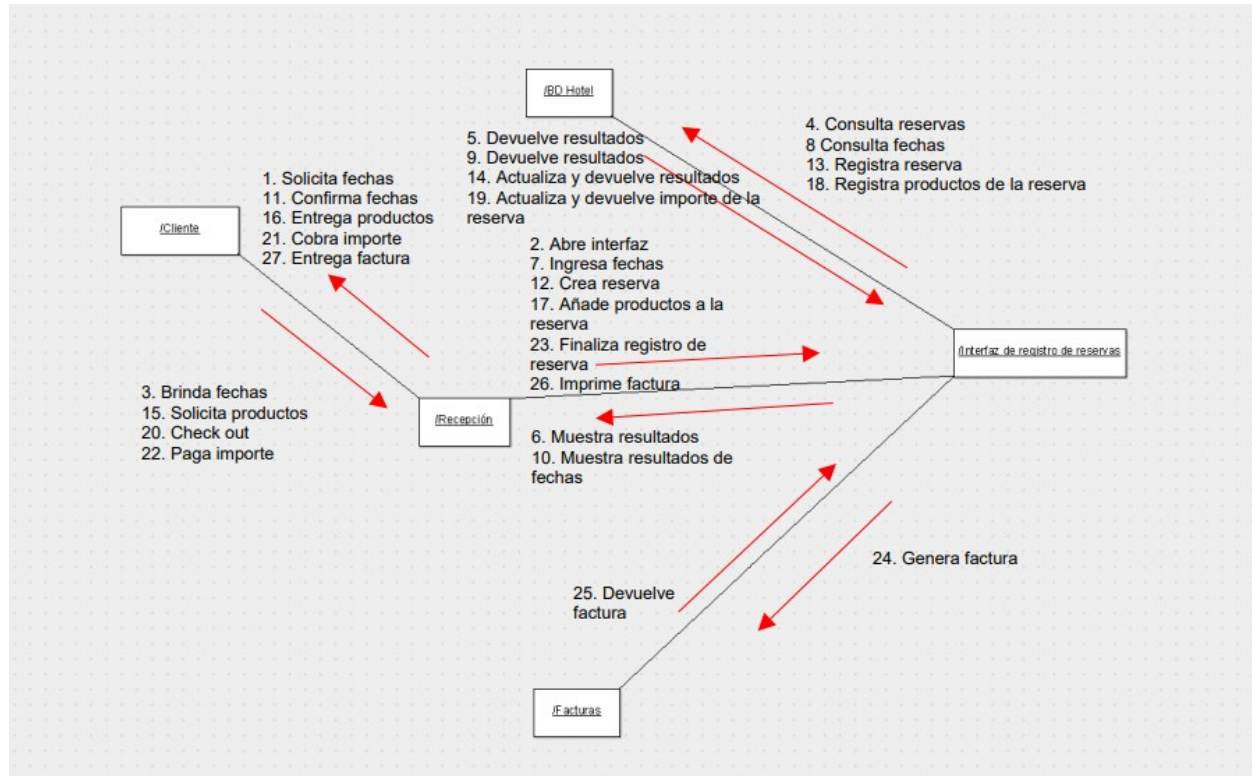 /BD Hotel
5. Devuelve resultados
9. Devuelve resultados
14. Actualiza y devuelve resultados
19. Actualiza y devuelve importe de la
reserva
4. Consulta reservas
8 Consulta fechas
13. Registra reserva
18. Registra productos de la reserva
1. Solicita fechas
11. Confirma fechas
16. Entrega productos
21. Cobra importe
27. Entrega factura
/Cliente
2. Abre interfaz
7. Ingresa fechas
12. Crea reserva
17. Añade productos a la
reserva
23. Finaliza registro de
reserva
26. Imprime factura
/Interfaz de registro de reservas
3. Brinda fechas
15. Solicita productos
20. Check out
22. Paga importe
/Recepción
6. Muestra resultados
10. Muestra resultados de
fechas
24. Genera factura
25. Devuelve
factura
/Facturas